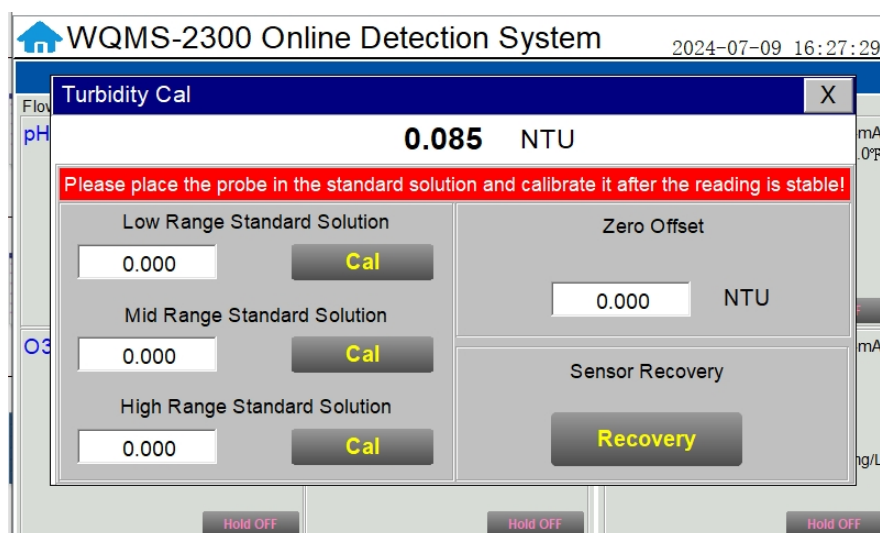 WQMS-2300 Online Detection System
2024-07-09 16:27:29
Turbidity Cal
X
pH
0.085 NTU
Please place the probe in the standard solution and calibrate it after the reading is stable!
Low Range Standard Solution
0.000 Cal
Mid Range Standard Solution
0.000 Cal
High Range Standard Solution
0.000 Cal
Zero Offset
0.000 NTU
Sensor Recovery
Recovery
O3
Hold OFF
Hold OFF
Hold OFF